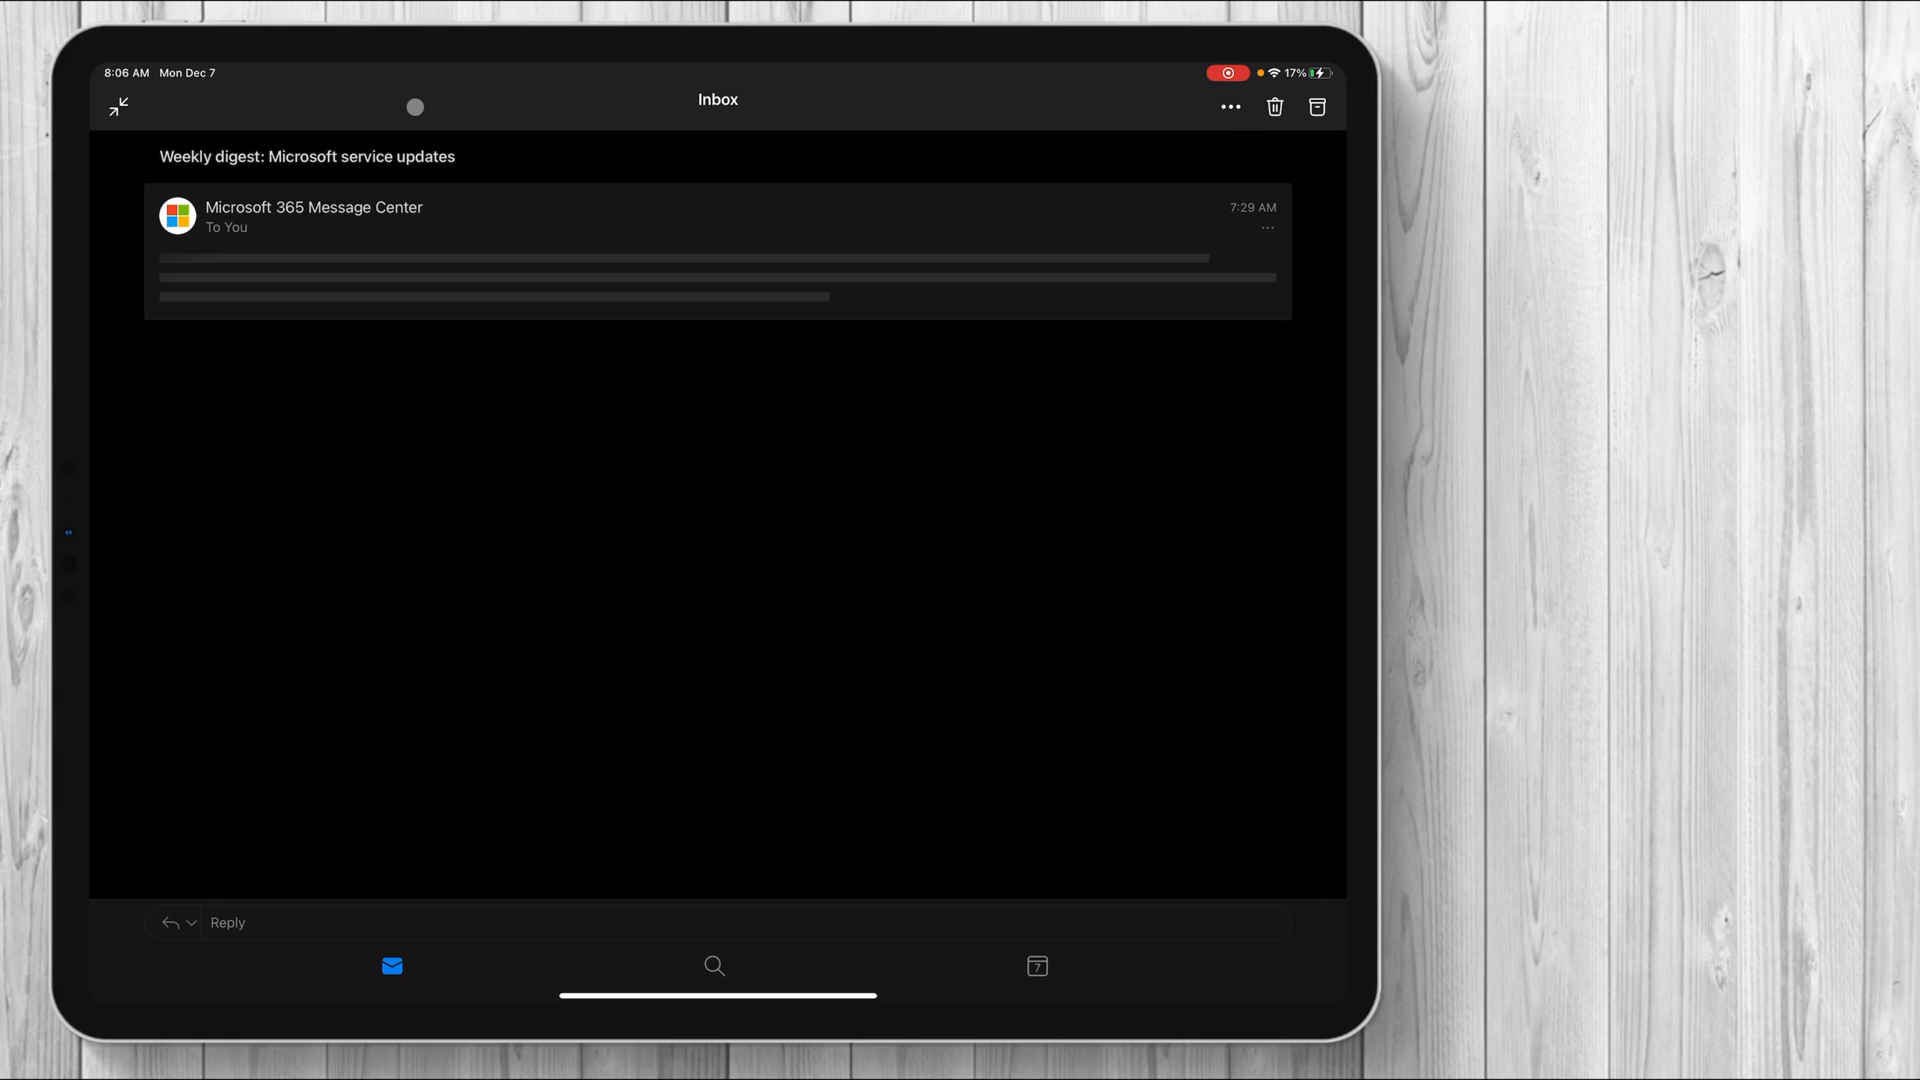 8:06 AM Mon Dec 7
17%
Inbox
Weekly digest: Microsoft service updates
Microsoft 365 Message Center
7:29 AM
To You
Reply
7